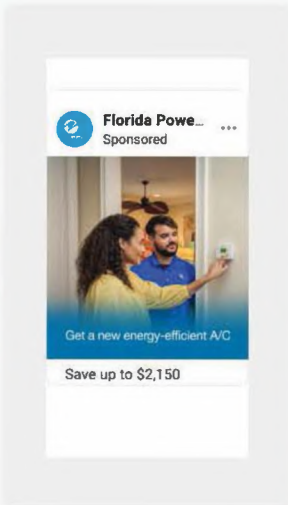 Florida Powe...
Sponsored
Get a new energy-efficient A/C
Save up to $2,150